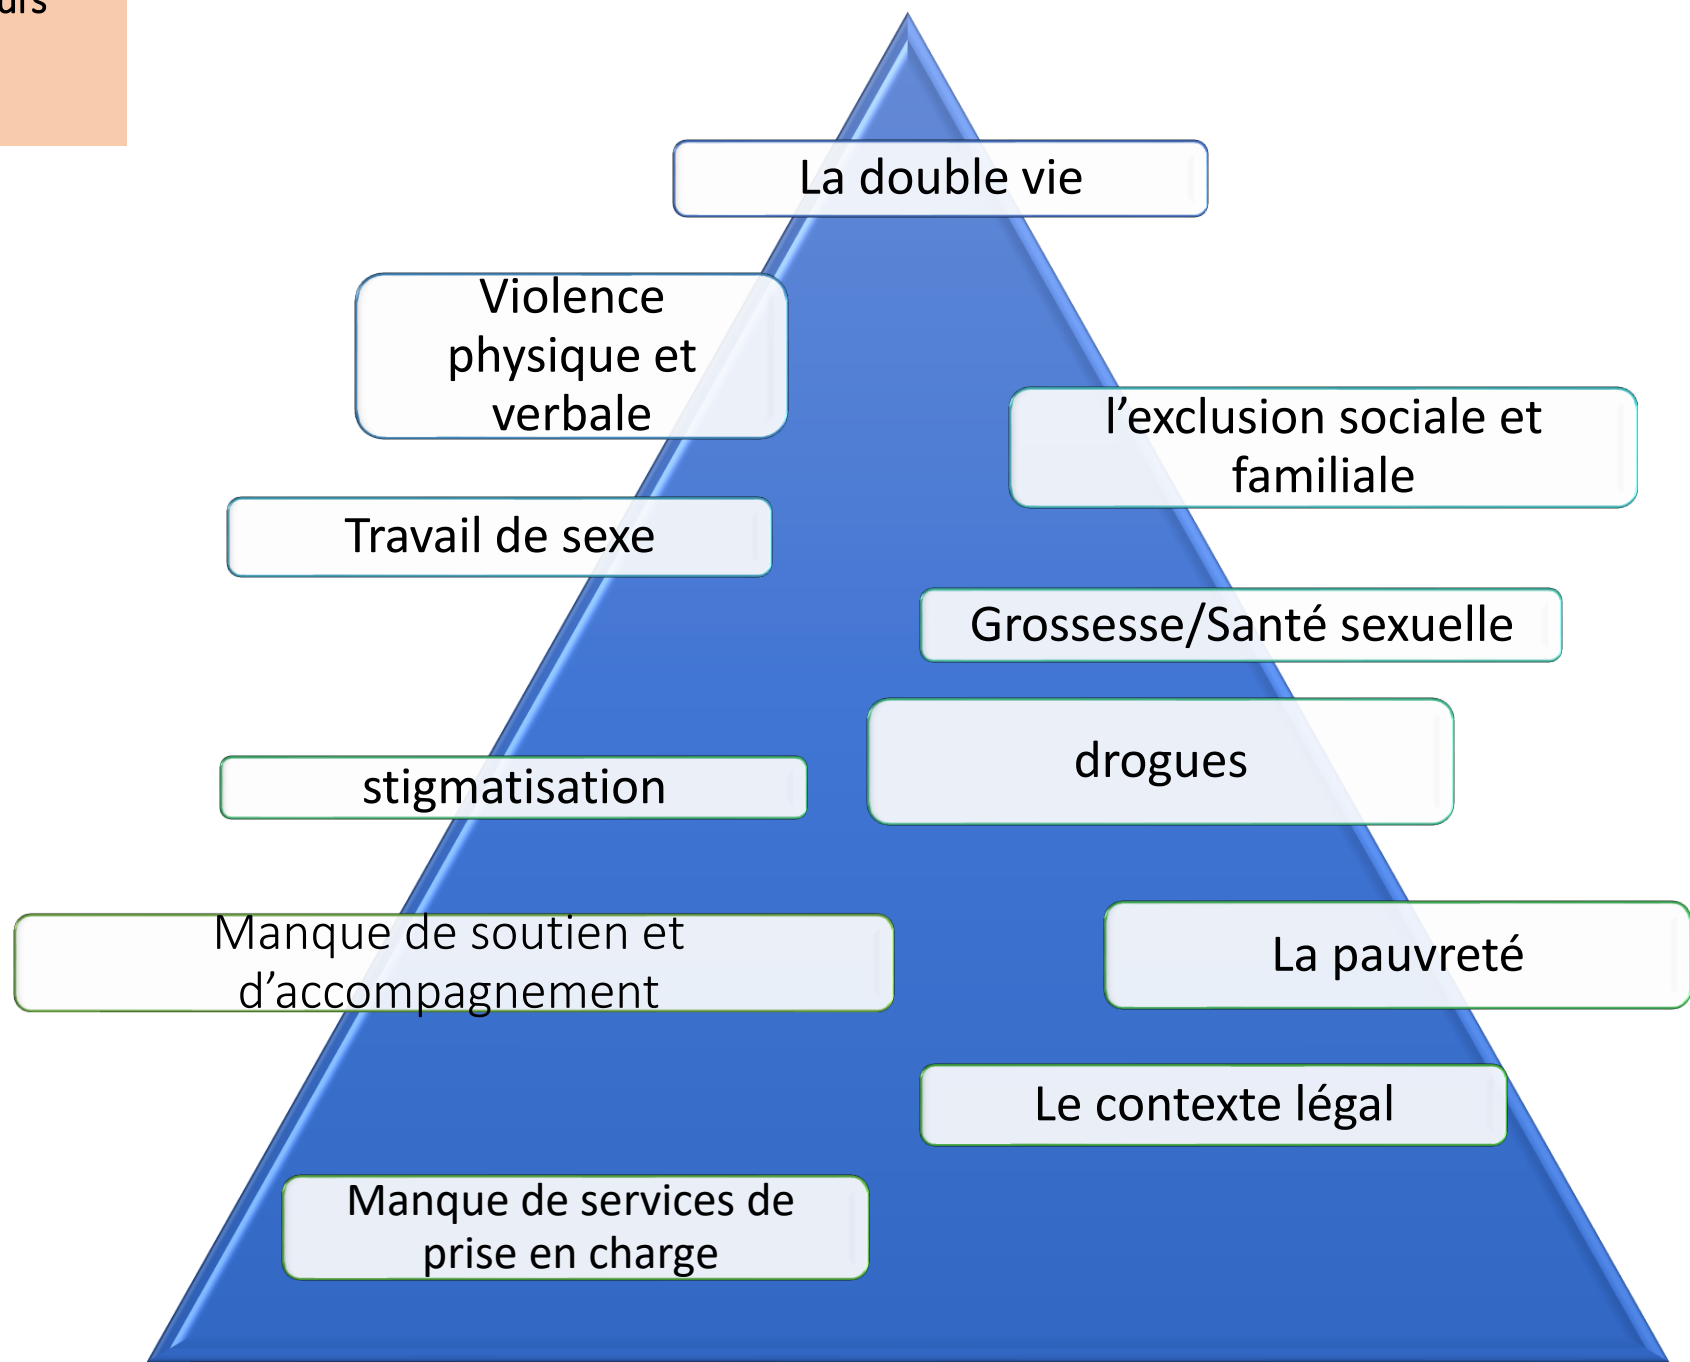 La double vie
Violence
physique et
verbale
l’exclusion sociale et
familiale
Travail de sexe
Grossesse/Santé sexuelle
drogues
stigmatisation
Manque de soutien et
d’accompagnement
La pauvreté
Le contexte légal
Manque de services de
prise en charge